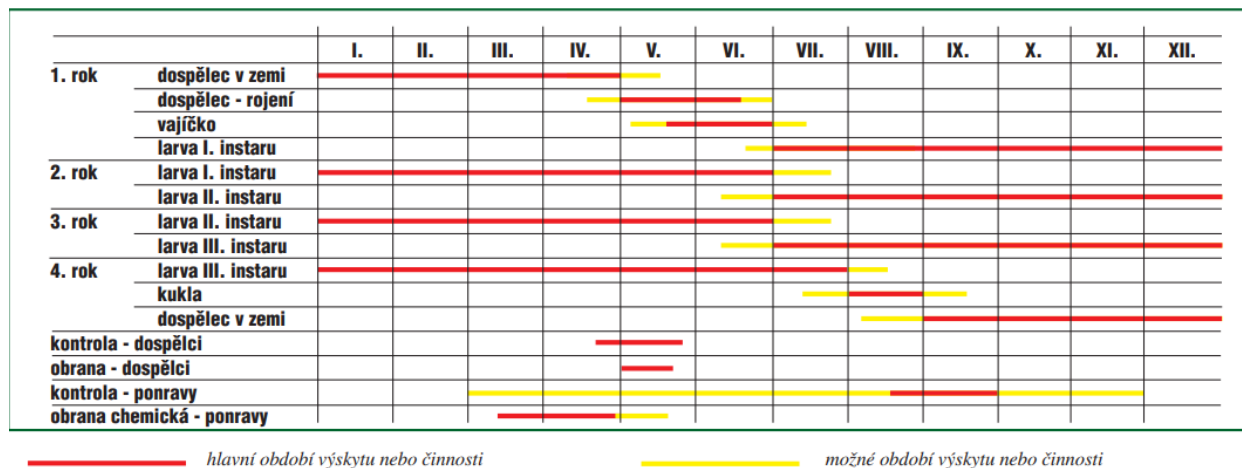 I. II. III. IV. V. VI. VII. VIII. IX. X. XI. XII.
1. rok dospělec v zemi
dospělec - rojení
vajíčko
larva I. instaru
2. rok larva I. instaru
larva II. instaru
3. rok larva II. instaru
larva III. instaru
4. rok larva III. instaru
kukla
dospělec v zemi
kontrola - dospělci
obrana - dospělci
kontrola - ponravy
obrana chemická - ponravy
hlavní období výskytu nebo činnosti možné období výskytu nebo činnosti